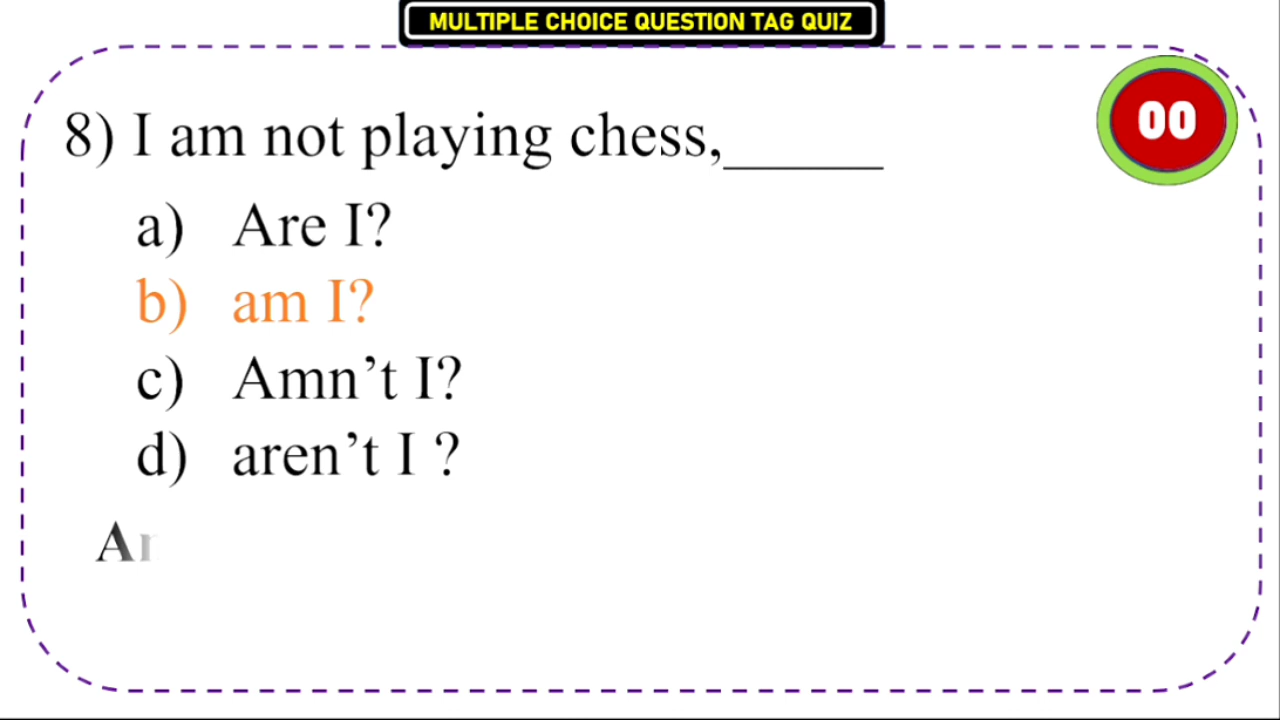 MULTIPLE CHOICE QUESTION TAG QUIZ
00
8) I am not playing chess,______
a) Are I?
b) am I?
c) Amn’t I?
d) aren’t I ?